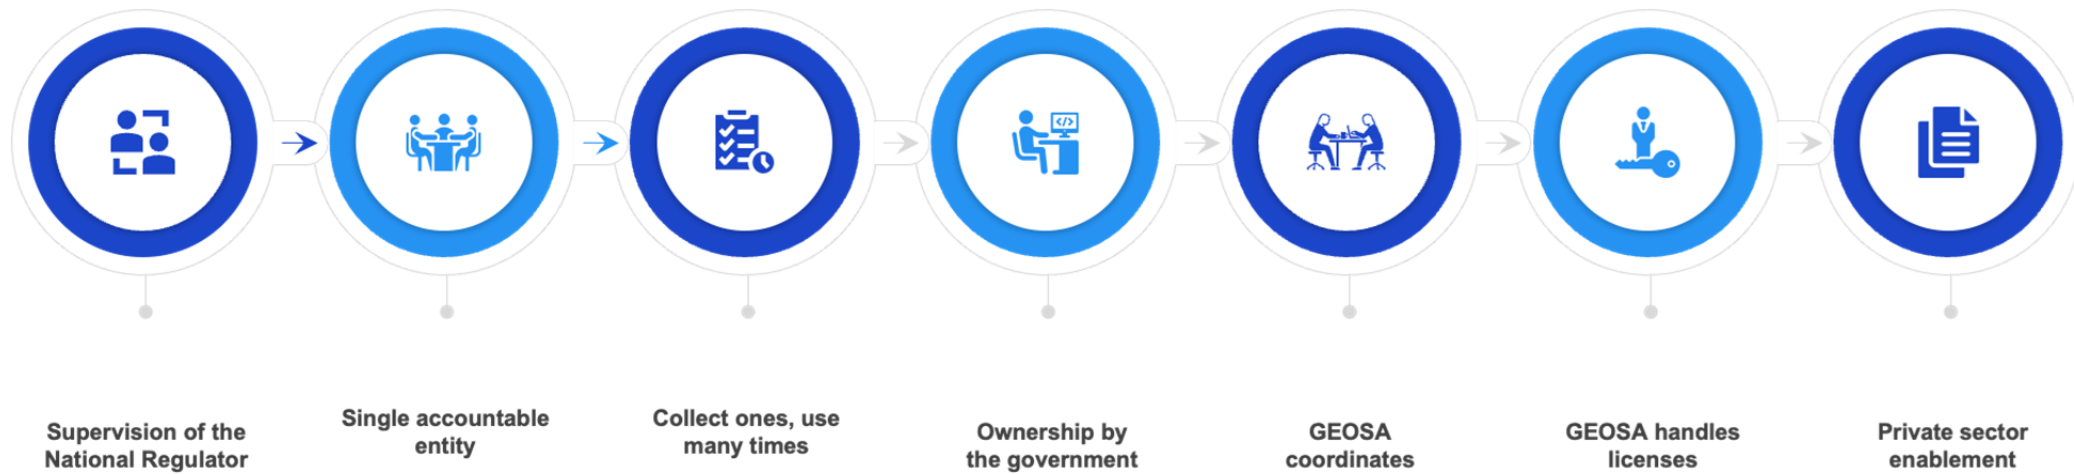 Supervision of the
National Regulator
Single accountable
entity
Collect ones, use
many times
Ownership by
the government
GEOSA
coordinates
GEOSA handles
licenses
Private sector
enablement